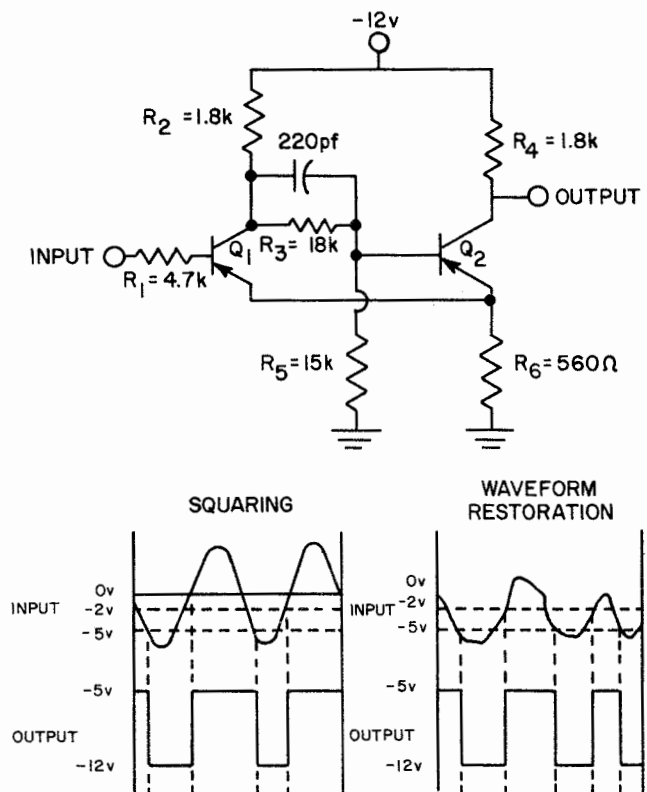 -12v
R2 =1.8k
220pf
R4 =1.8k
OUTPUT
INPUT
Q1
R3= 18k
Q2
R1=4.7k
R5=15k
R6=560Ω
SQUARING
WAVEFORM
RESTORATION
0v
INPUT -2v
-5v
-5v
OUTPUT
-12v
0v
INPUT -2v
-5v
-5v
OUTPUT
-12v